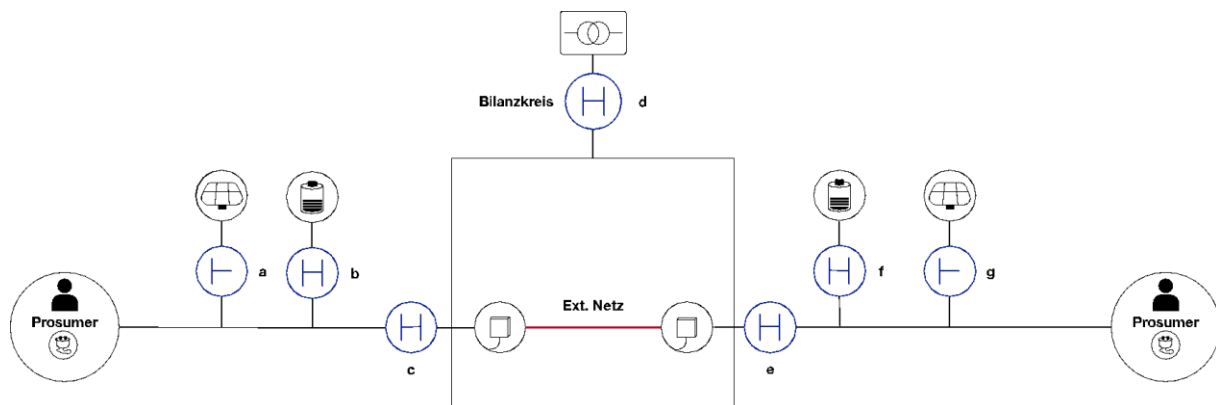 Bilanzkreis
d
a
b
f
g
Ext. Netz
Prosumer
Prosumer
c
e